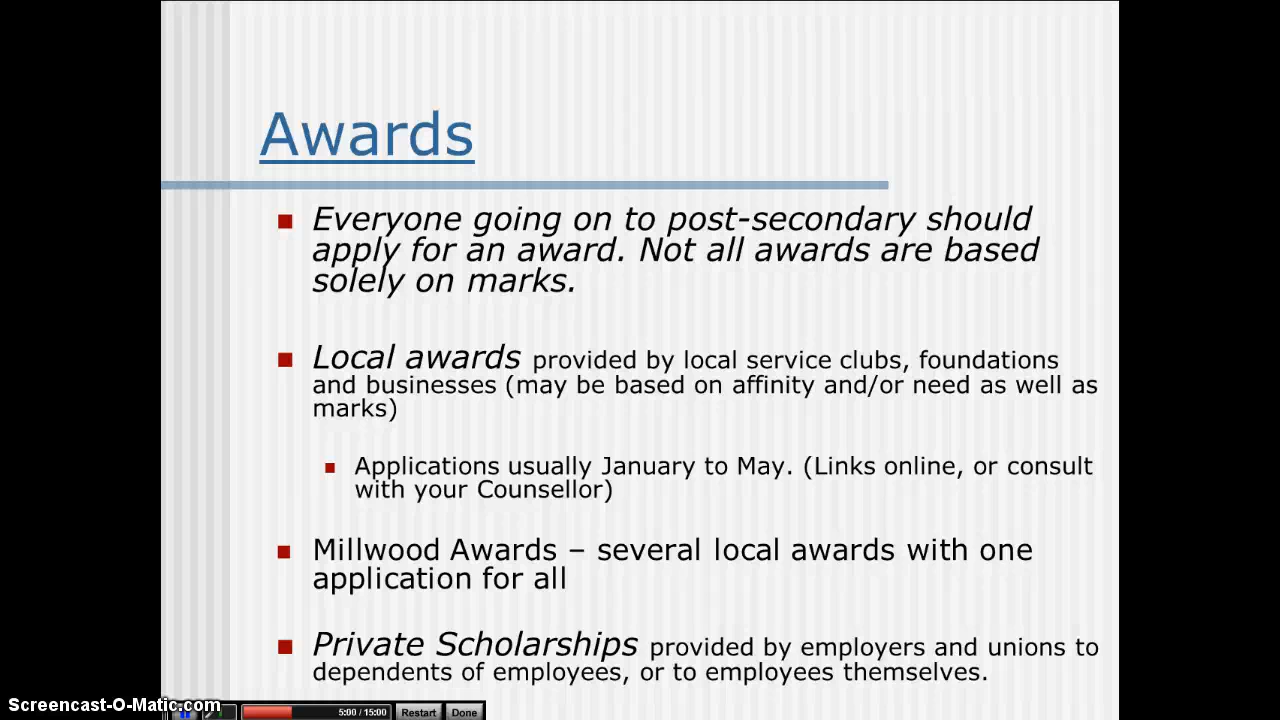 Awards
Everyone going on to post-secondary should
apply for an award. Not all awards are based
solely on marks.
Local awards provided by local service clubs, foundations
and businesses (may be based on affinity and/or need as well as
marks)
Applications usually January to May. (Links online, or consult
with your Counsellor)
Millwood Awards – several local awards with one
application for all
Private Scholarships provided by employers and unions to
dependents of employees, or to employees themselves.
Screencast-O-Matic.com
5:00 / 15:00 Restart Done